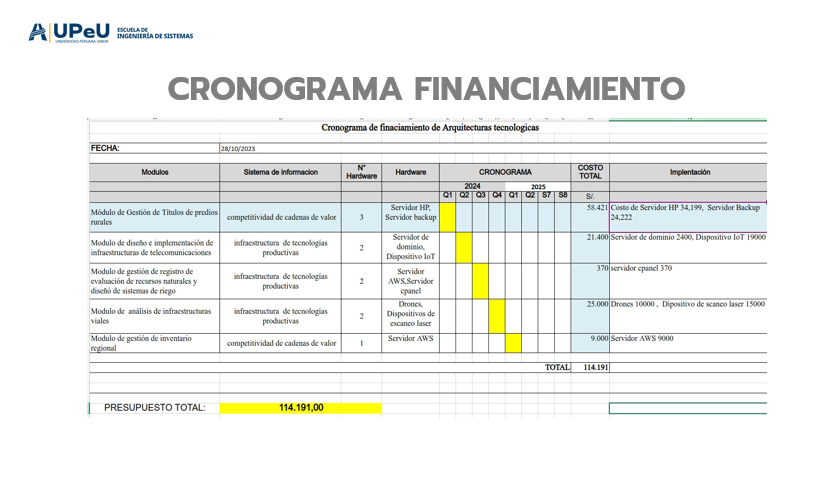 UPeU
UNIVERSIDAD PERUANA UNION
ESCUELA DE
INGENIERÍA DE SISTEMAS
CRONOGRAMA FINANCIAMIENTO
Cronograma de finaciamiento de Arquitecturas tecnologicas
FECHA: 28/10/2023
Modulos Sistema de informacion N° Hardware Hardware CRONOGRAMA COSTO TOTAL Implentación
2024 2025
Q1 Q2 Q3 Q4 Q1 Q2 S7 S8 S/.
Módulo de Gestión de Títulos de predios rurales competitividad de cadenas de valor 3 Servidor HP, Servidor backup 58.421 Costo de Servidor HP 34,199, Servidor Backup 24,222
Modulo de diseño e implementación de infraestructuras de telecomunicaciones infraestructura de tecnologías productivas 2 Servidor de dominio, Dispositivo IoT 21.400 Servidor de dominio 2400, Dispositivo IoT 19000
Modulo de gestión de registro de evaluación de recursos naturales y diseñó de sistemas de riego infraestructura de tecnologías productivas 2 Servidor AWS,Servidor cpanel 370 servidor cpanel 370
Modulo de análisis de infraestructuras viales infraestructura de tecnologías productivas 2 Drones, Dispositivos de escaneo laser 25.000 Drones 10000 , Dipositivo de scaneo laser 15000
Modulo de gestión de inventario regional competitividad de cadenas de valor 1 Servidor AWS 9.000 Servidor AWS 9000
TOTAL 114.191
PRESUPUESTO TOTAL: 114.191,00